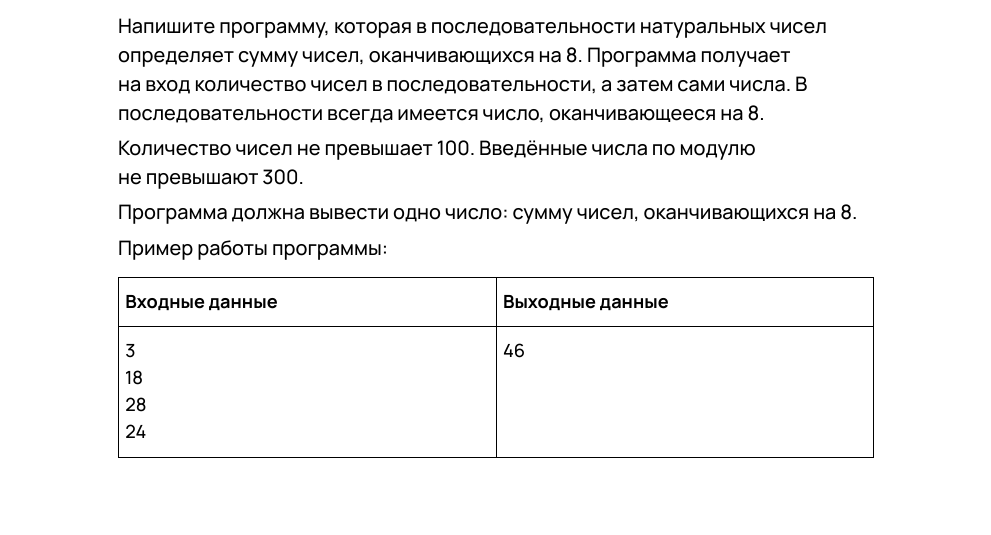 Напишите программу, которая в последовательности натуральных чисел
определяет сумму чисел, оканчивающихся на 8. Программа получает
на вход количество чисел в последовательности, а затем сами числа. В
последовательности всегда имеется число, оканчивающееся на 8.
Количество чисел не превышает 100. Введённые числа по модулю
не превышают 300.
Программа должна вывести одно число: сумму чисел, оканчивающихся на 8.
Пример работы программы:
Входные данные
Выходные данные
3
18
28
24
46